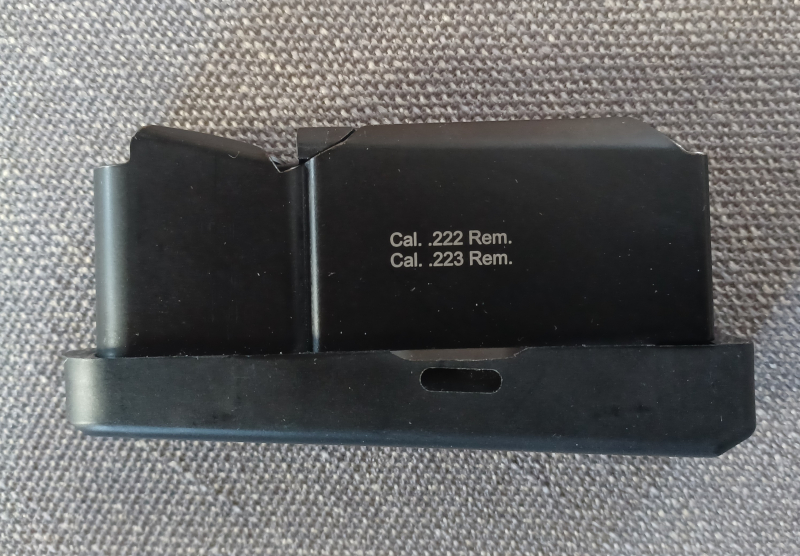 Cal. .222 Rem.
Cal. .223 Rem.